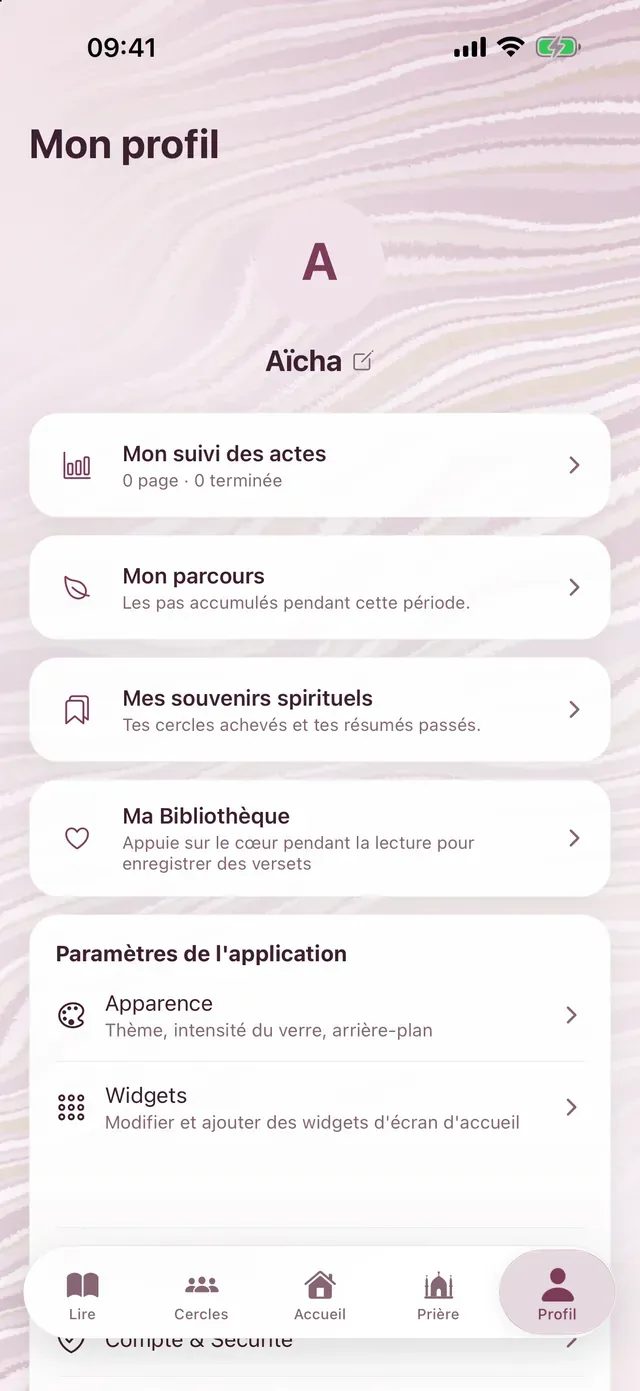 09:41
Mon profil
A
Aïcha
Mon suivi des actes
0 page · 0 terminée
Mon parcours
Les pas accumulés pendant cette période.
Mes souvenirs spirituels
Tes cercles achevés et tes résumés passés.
Ma Bibliothèque
Appuie sur le cœur pendant la lecture pour
enregistrer des versets
Paramètres de l'application
Apparence
Thème, intensité du verre, arrière-plan
Widgets
Modifier et ajouter des widgets d'écran d'accueil
Lire
Cercles
Accueil
Prière
Profil
Compte & Sécurité